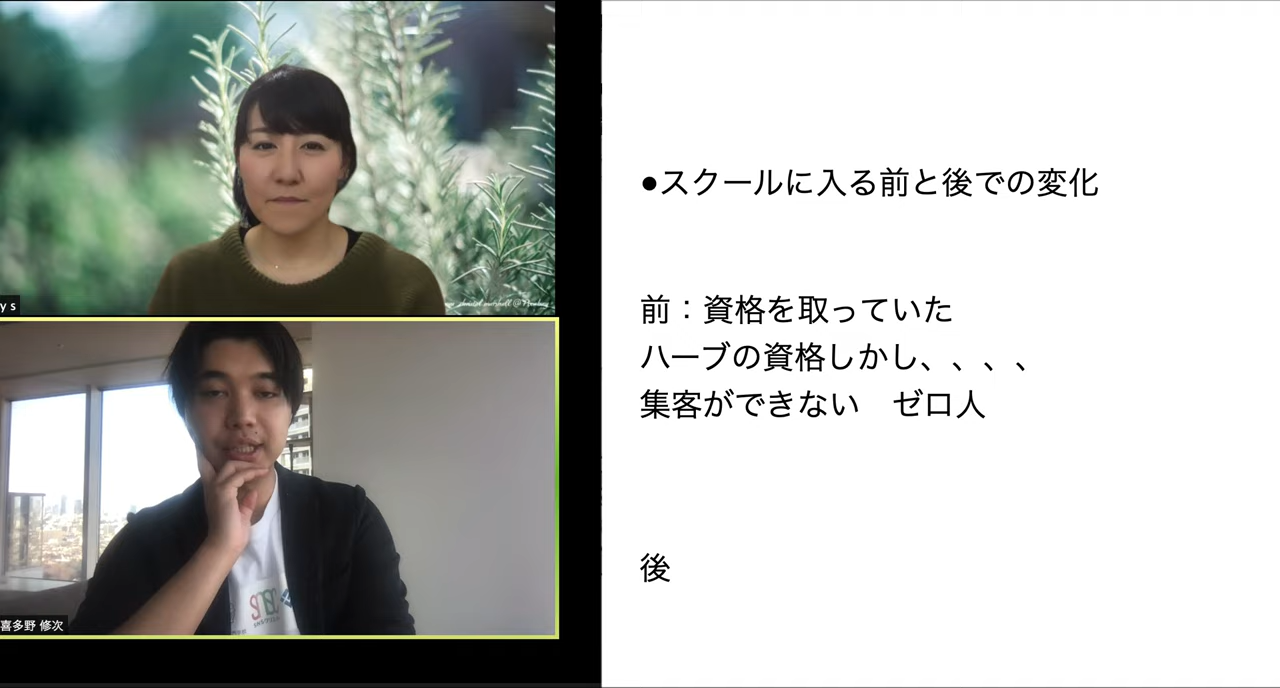 y s
喜多野 修次
●スクールに入る前と後での変化
前：資格を取っていた
ハーブの資格しかし、、、、
集客ができない　ゼロ人
後